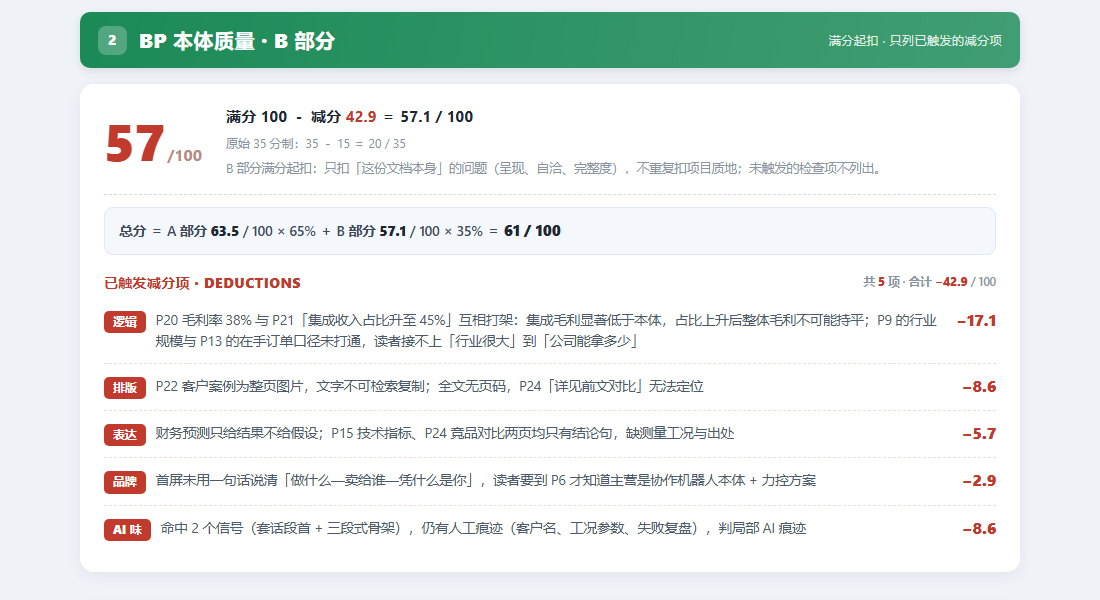 2 BP 本体质量 · B 部分 满分起扣 · 只列已触发的减分项
满分 100 - 减分 42.9 = 57.1 / 100
57 /100
原始 35 分制：35 - 15 = 20 / 35
B 部分满分起扣：只扣「这份文档本身」的问题（呈现、自洽、完整度），不重复扣项目质地；未触发的检查项不列出。
总分 = A 部分 63.5 / 100 × 65% + B 部分 57.1 / 100 × 35% = 61 / 100
已触发减分项 · DEDUCTIONS 共 5 项 · 合计 −42.9 / 100
逻辑 P20 毛利率 38% 与 P21「集成收入占比升至 45%」互相打架：集成毛利显著低于本体，占比上升后整体毛利不可能持平；P9 的行业 −17.1
规模与 P13 的在手订单口径未打通，读者接不上「行业很大」到「公司能拿多少」
排版 P22 客户案例为整页图片，文字不可检索复制；全文无页码，P24「详见前文对比」无法定位 −8.6
表达 财务预测只给结果不给假设；P15 技术指标、P24 竞品对比两页均只有结论句，缺测量工况与出处 −5.7
品牌 首屏未用一句话说清「做什么—卖给谁—凭什么是你」，读者要到 P6 才知道主营是协作机器人本体 + 力控方案 −2.9
AI 味 命中 2 个信号（套话段首 + 三段式骨架），仍有人工痕迹（客户名、工况参数、失败复盘），判局部 AI 痕迹 −8.6